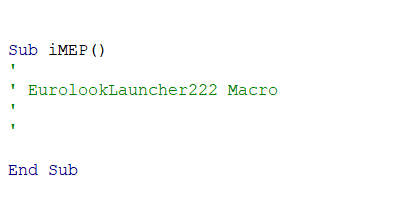 Sub iMEP()
'
' EurolookLauncher222 Macro
'
'
End Sub